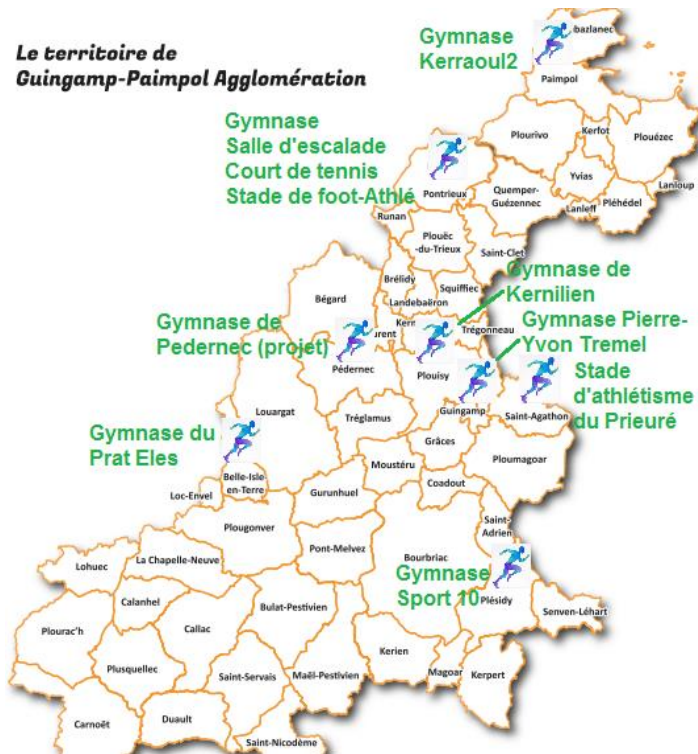 Le territoire de
Guingamp-Paimpol Agglomération
Gymnase
Kerraoul2
bazlanec
Paimpol
Gymnase
Salle d'escalade
Court de tennis
Stade de foot-Athlé
Plourivo
Kerfot
Plouézec
Yvias
Lanloup
Pontrieux
Quemper-
Guézennec
Lanleff
Pléhédel
Runan
Plouëc
-du-Trieux
Saint-Clet
Brélidy
Squiffiec
Gymnase de
Kernilien
Bégard
Landebaëron
Gymnase de
Pedernec (projet)
urent
Kerm
Trégonneau
Gymnase Pierre-
Yvon Tremel
Pédernec
Plouisy
Stade
d'athlétisme
du Prieuré
Louargat
Tréglamus
Guingamp
Saint-Agathon
Gymnase du
Prat Eles
Grâces
Moustéru
Ploumagoar
Belle-Isle
en-Terre
Coadout
Loc-Envel
Gurunhuel
Plougonver
Saint-
Adrien
Pont-Melvez
Bourbriac
La Chapelle-Neuve
Lohuec
Gymnase
Sport 10
Plésidy
Calanhel
Bulat-Pestivien
Senven-Léhart
Plourac'h
Callac
Kerien
Plusquellec
Saint-Servais
Maël-Pestivien
Magoar
Kerpert
Carnoët
Duault
Saint-Nicodème